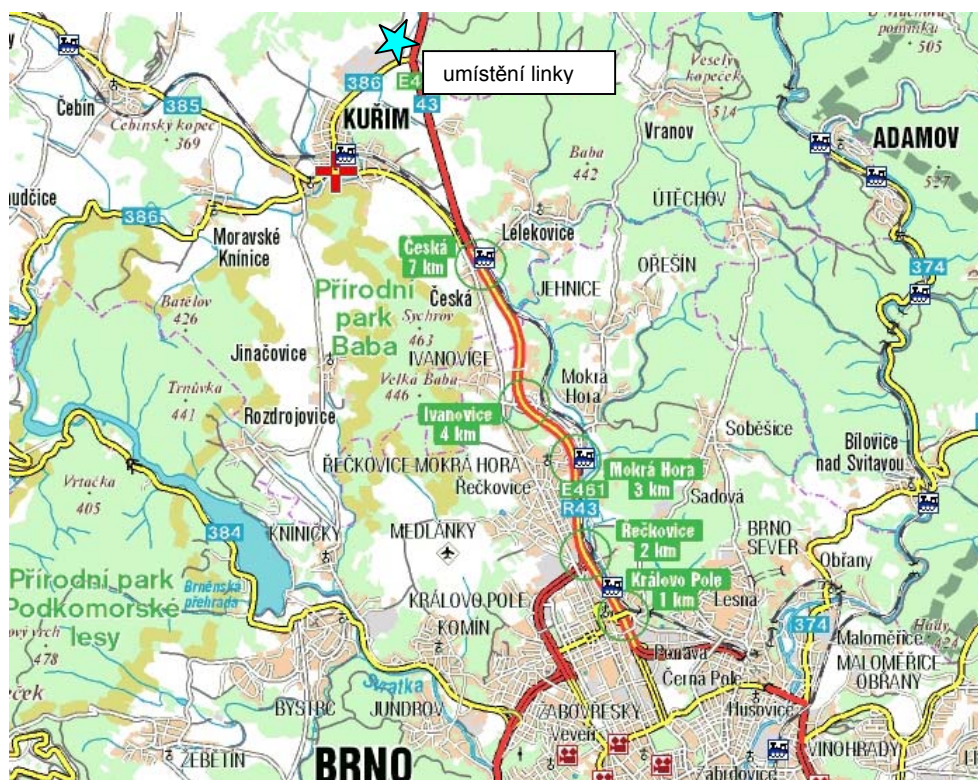 umístění linky
pomníku
505
Veselý
kopeček
514
Čebín
385
386
E4
43
KUŘIM
Čebínský kopec
369
Vranov
ADAMOV
Baba
442
527
ÚTĚCHOV
386
Moravské
Knínice
Lelekovice
Česká
7 km
OŘEŠÍN
374
Přírodní
park
Baba
Česká
JEHNICE
Batělov
426
Sychrov
463
IVANOVICE
Jinačovice
Trnůvka
441
Velká Baba
446
Mokrá
Hora
Rozdrojovice
Ivanovice
4 km
Soběšice
Bílovice
nad Svitavou
ŘEČKOVICE MOKRÁ HORA
Řečkovice
Mokrá Hora
3 km
Vrtačka
405
E461
R43
Sadová
384
KNÍNIČKY
MEDLÁNKY
Řečkovice
2 km
BRNO
SEVER
Obřany
Přírodní park
Podkomorské
lesy
Brněnská
přehrada
KRÁLOVO POLE
Královo Pole
1 km
Lesná
KOMÍN
374
Hády
Maloměřice
478
Ponava
MALOMĚŘICE
OBŘANY
Černá Pole
Svratka
BYSTRC
JUNDROV
Husovice
ŽABOVŘESKY
Veveří
ŽEBĚTÍN
BRNO
Zábrdovice
VINOHRADY